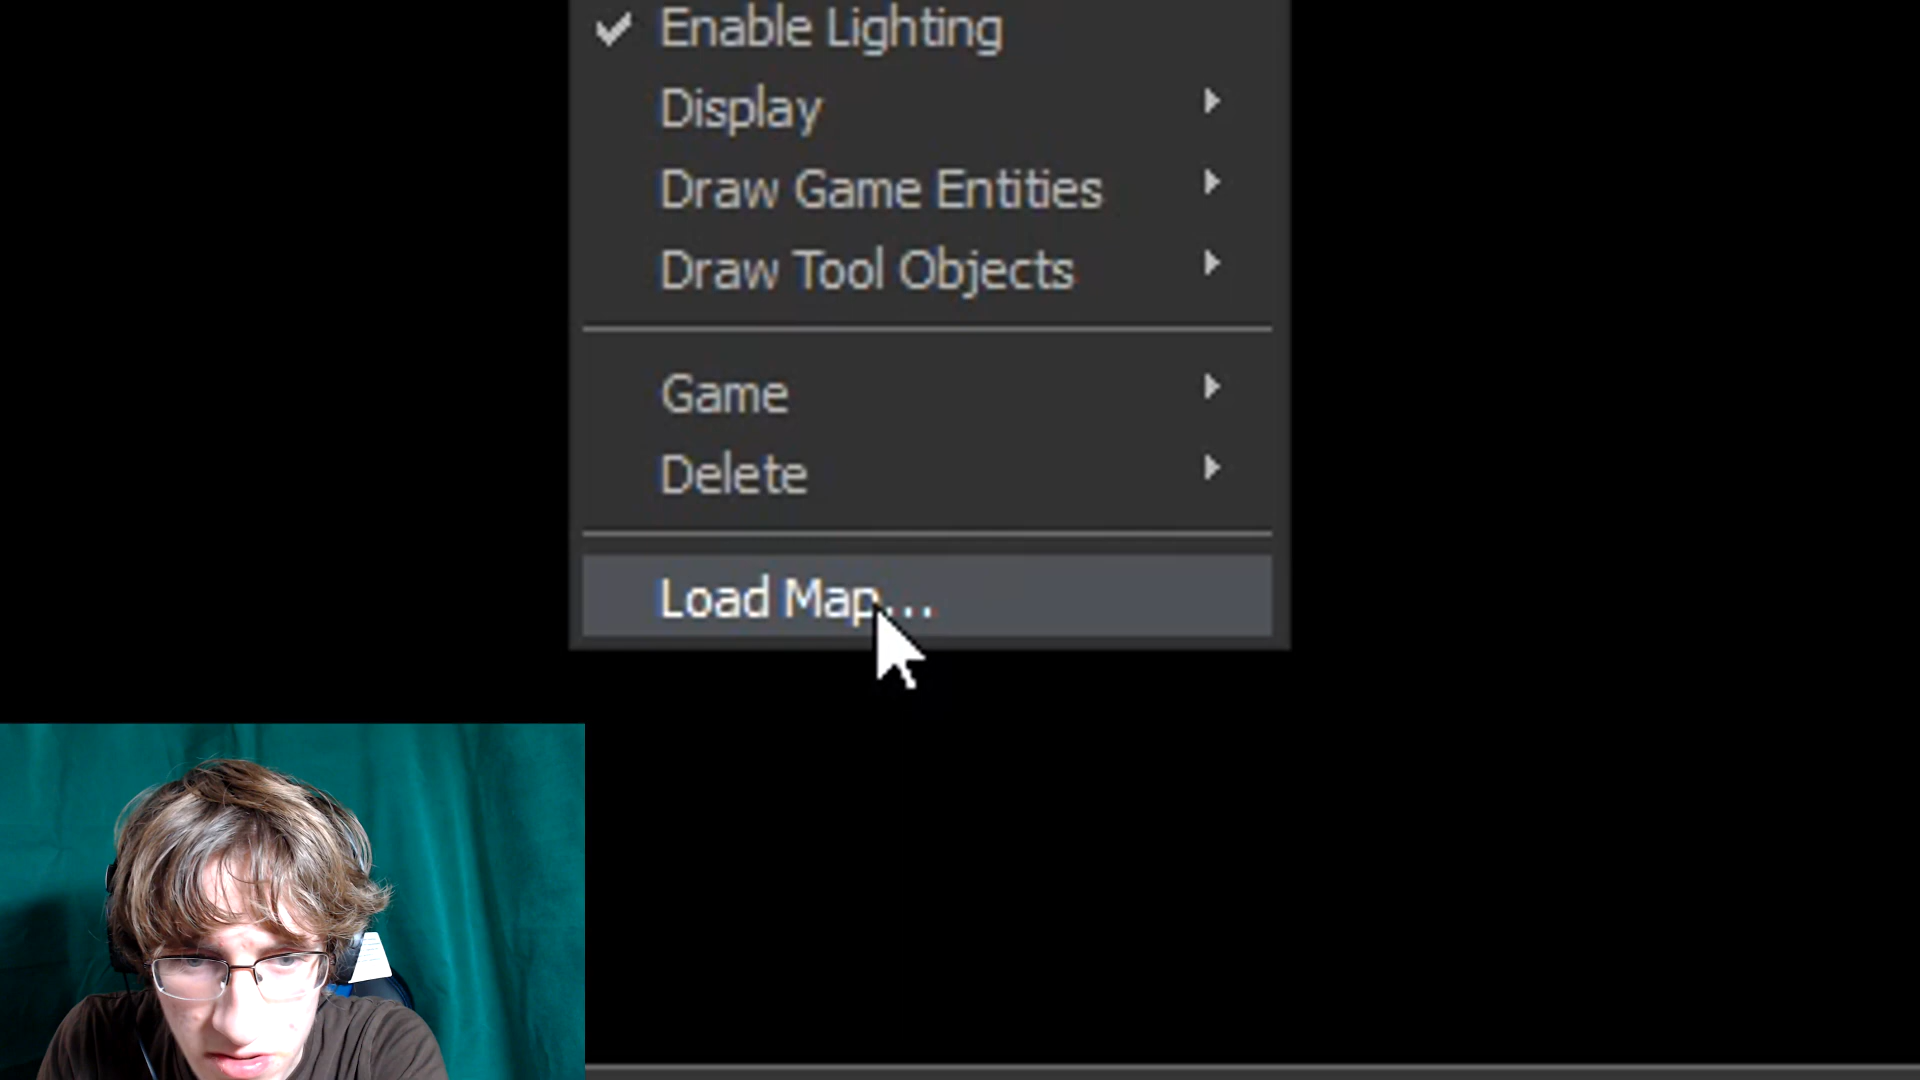 Enable Lighting
Display
Draw Game Entities
Draw Tool Objects
Game
Delete
Load Map...